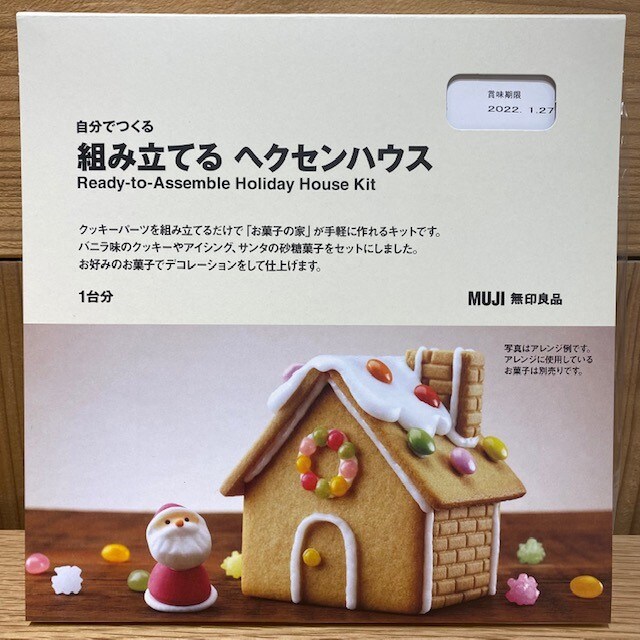 賞味期限
2022. 1.27
自分でつくる
組み立てる ヘクセンハウス
Ready-to-Assemble Holiday House Kit
クッキーパーツを組み立てるだけで「お菓子の家」が手軽に作れるキットです。
バニラ味のクッキーやアイシング、サンタの砂糖菓子をセットにしました。
お好みのお菓子でデコレーションをして仕上げます。
1台分
MUJI 無印良品
写真はアレンジ例です。
アレンジに使用している
お菓子は別売りです。